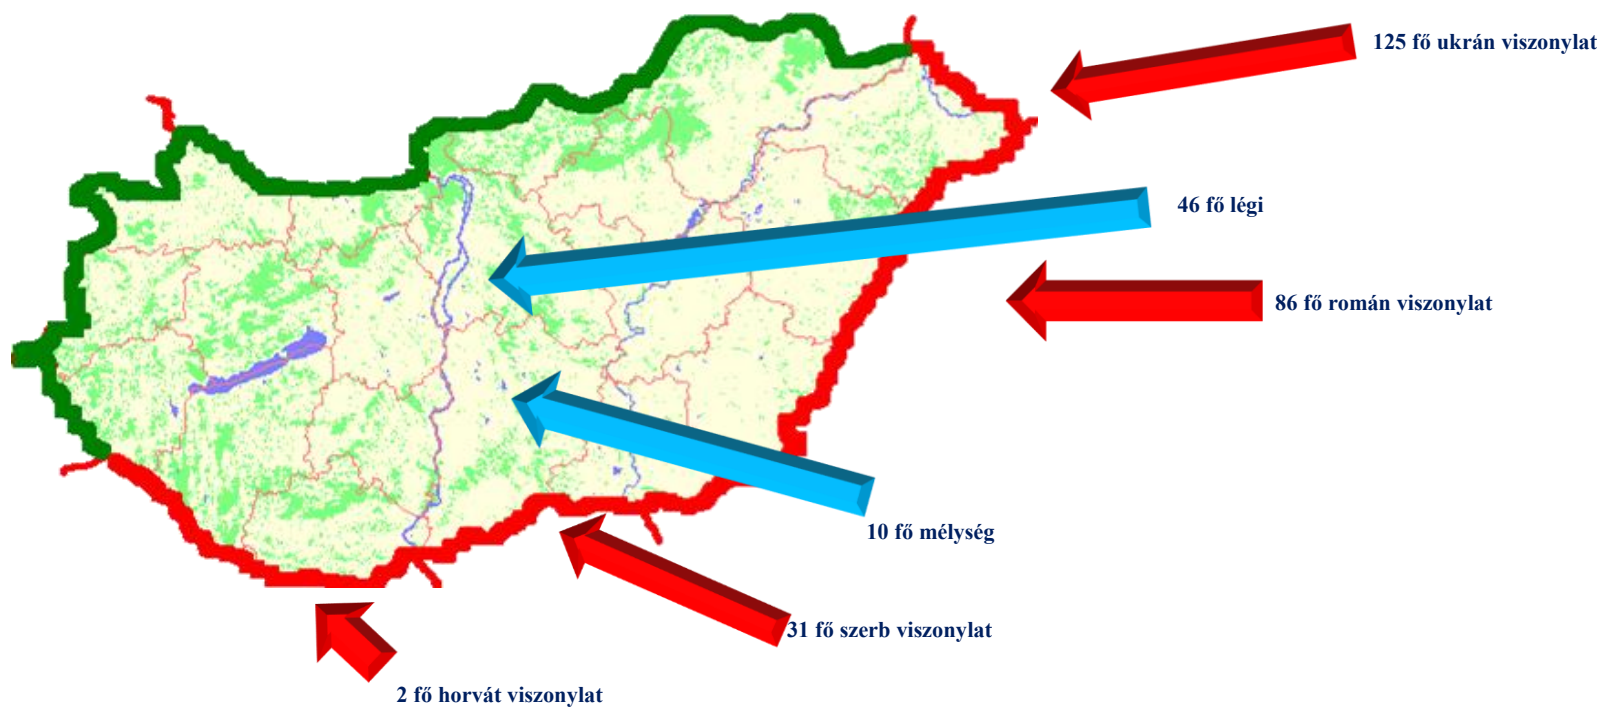 125 fő ukrán viszonylat
46 fő légi
86 fő román viszonylat
10 fő mélység
31 fő szerb viszonylat
2 fő horvát viszonylat